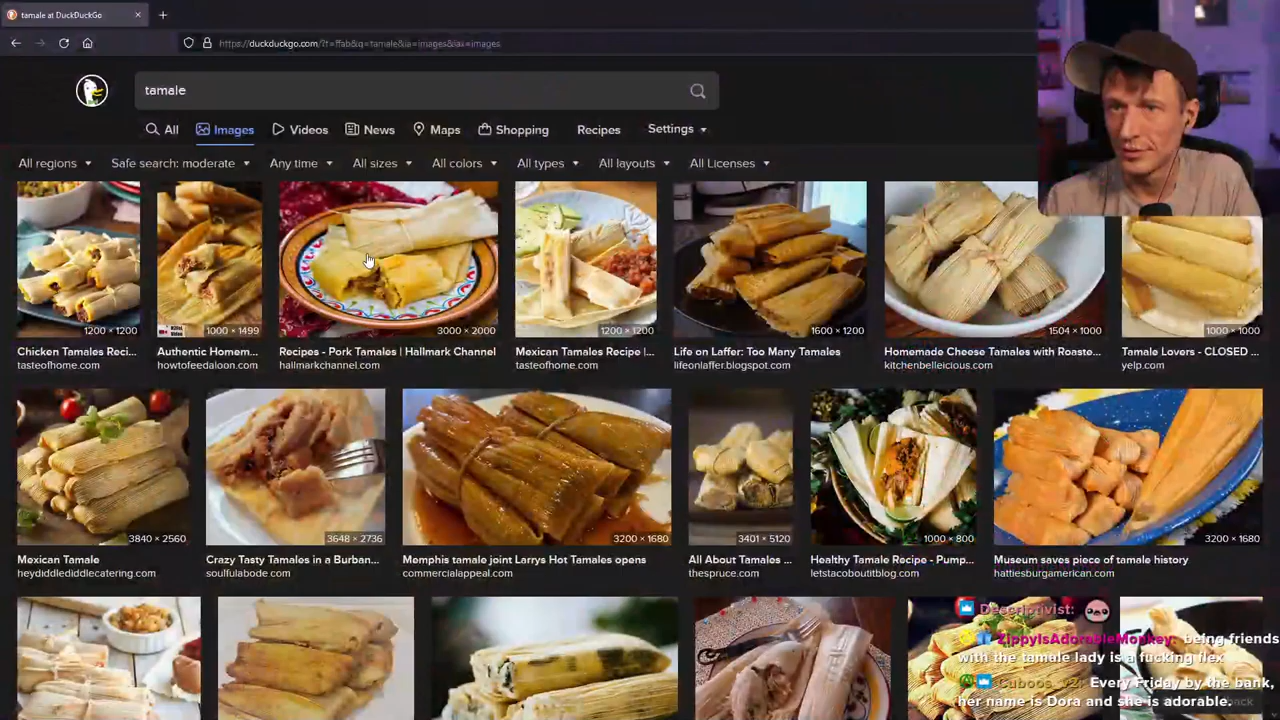 tamale at DuckDuckGo
https://duckduckgo.com/?t=ffab&q=tamale&ia=images&iax=images
tamale
All
Images
Videos
News
Maps
Shopping
Recipes
Settings
All regions
Safe search: moderate
Any time
All sizes
All colors
All types
All layouts
All Licenses
1200 × 1200
1000 × 1499
3000 × 2000
1200 × 1200
1600 × 1200
1504 × 1000
1000 × 1000
Chicken Tamales Reci...
Authentic Homem...
Recipes - Pork Tamales | Hallmark Channel
Mexican Tamales Recipe |...
Life on Laffer: Too Many Tamales
Homemade Cheese Tamales with Roaste...
Tamale Lovers - CLOSED ...
tasteofhome.com
howtofeedaloon.com
hallmarkchannel.com
tasteofhome.com
lifeonlaffer.blogspot.com
kitchenbelleicious.com
yelp.com
3840 × 2560
3648 × 2736
3200 × 1680
3401 × 5120
1000 × 800
3200 × 1680
Mexican Tamale
Crazy Tasty Tamales in a Burban...
Memphis tamale joint Larrys Hot Tamales opens
All About Tamales ...
Healthy Tamale Recipe - Pump...
Museum saves piece of tamale history
heydiddlediddlecatering.com
soulfulabode.com
commercialappeal.com
thespruce.com
letstacoboutitblog.com
hattiesburgamerican.com
Descriptivist:
ZippyIsAdorableMonkey: being friends
with the tamale lady is a fucking flex
Cuboos_v2: Every Friday by the bank,
her name is Dora and she is adorable.